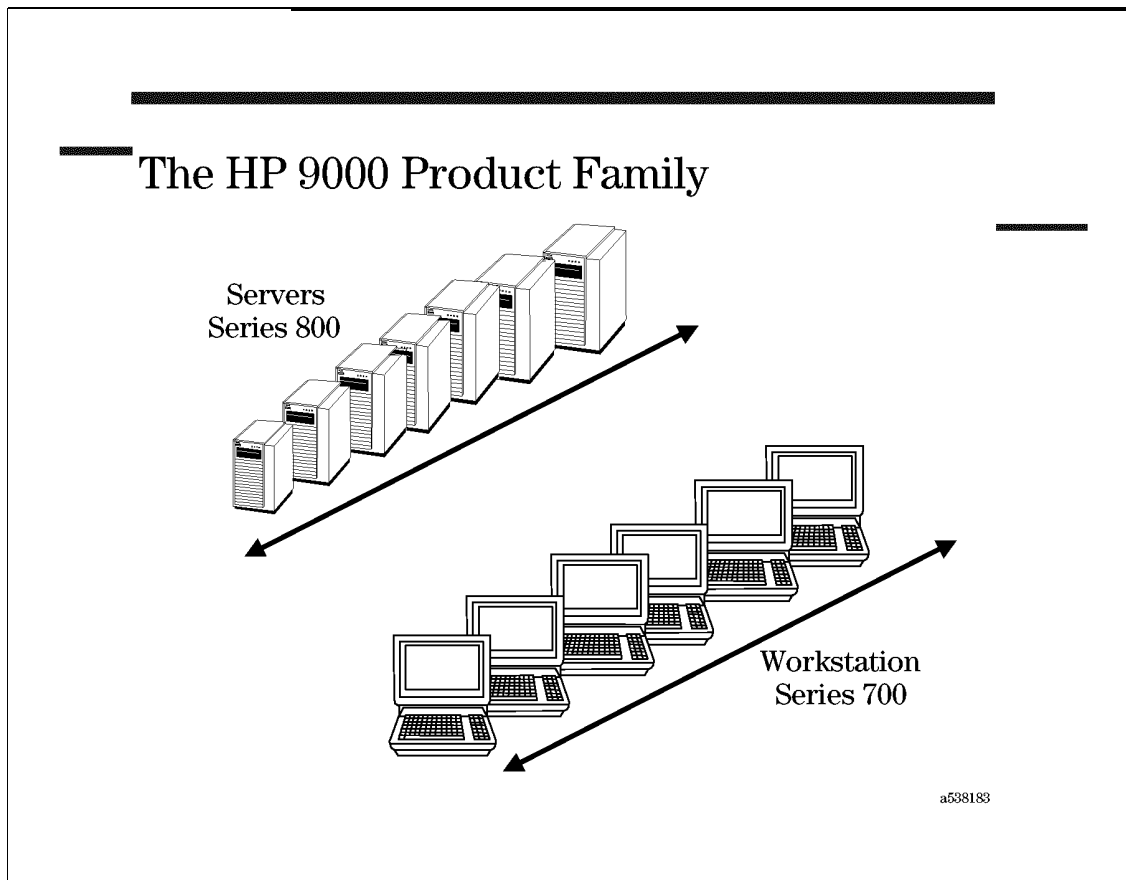 The HP 9000 Product Family
Servers
Series 800
Workstation
Series 700
a538183